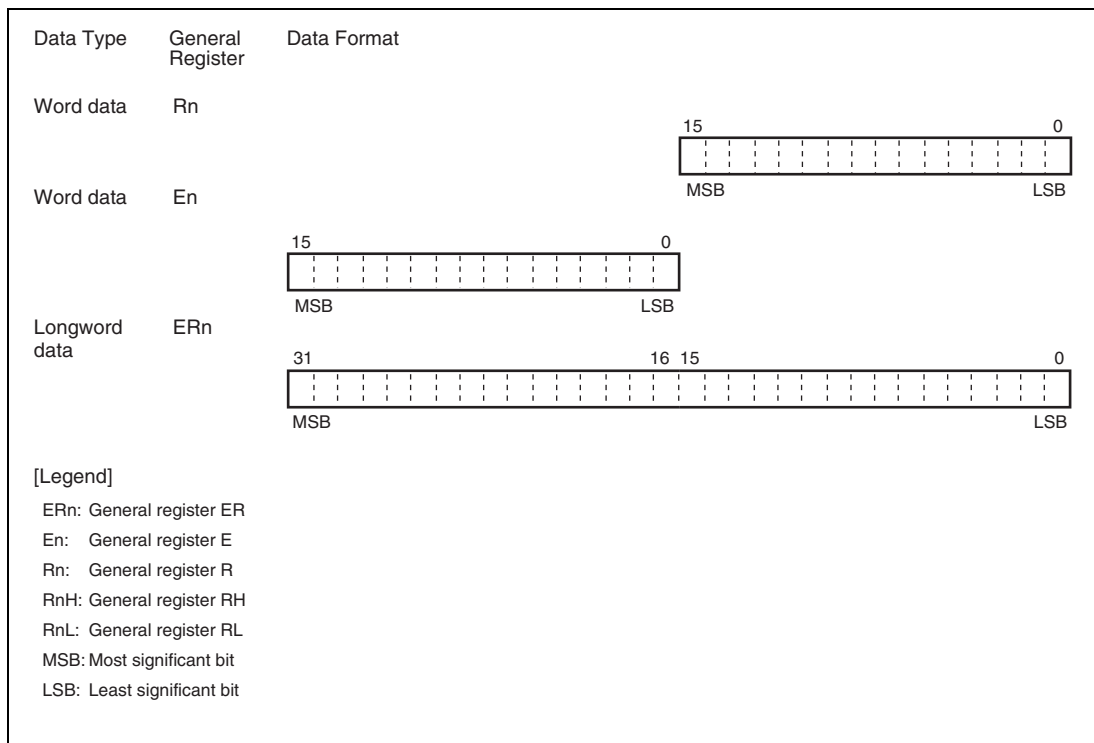 Data Type General Register Data Format
Word data Rn
15 0
MSB LSB
Word data En
15 0
MSB LSB
Longword data ERn
31 16 15 0
MSB LSB
[Legend]
ERn: General register ER
En: General register E
Rn: General register R
RnH: General register RH
RnL: General register RL
MSB: Most significant bit
LSB: Least significant bit